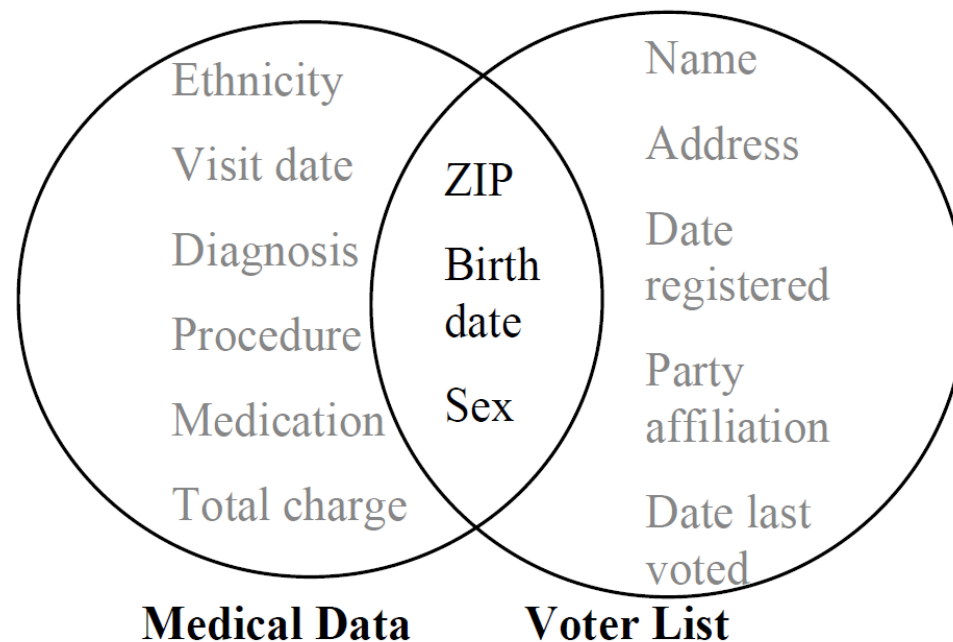 Ethnicity
Visit date
Diagnosis
Procedure
Medication
Total charge
ZIP
Birth
date
Sex
Name
Address
Date
registered
Party
affiliation
Date last
voted
Medical Data
Voter List